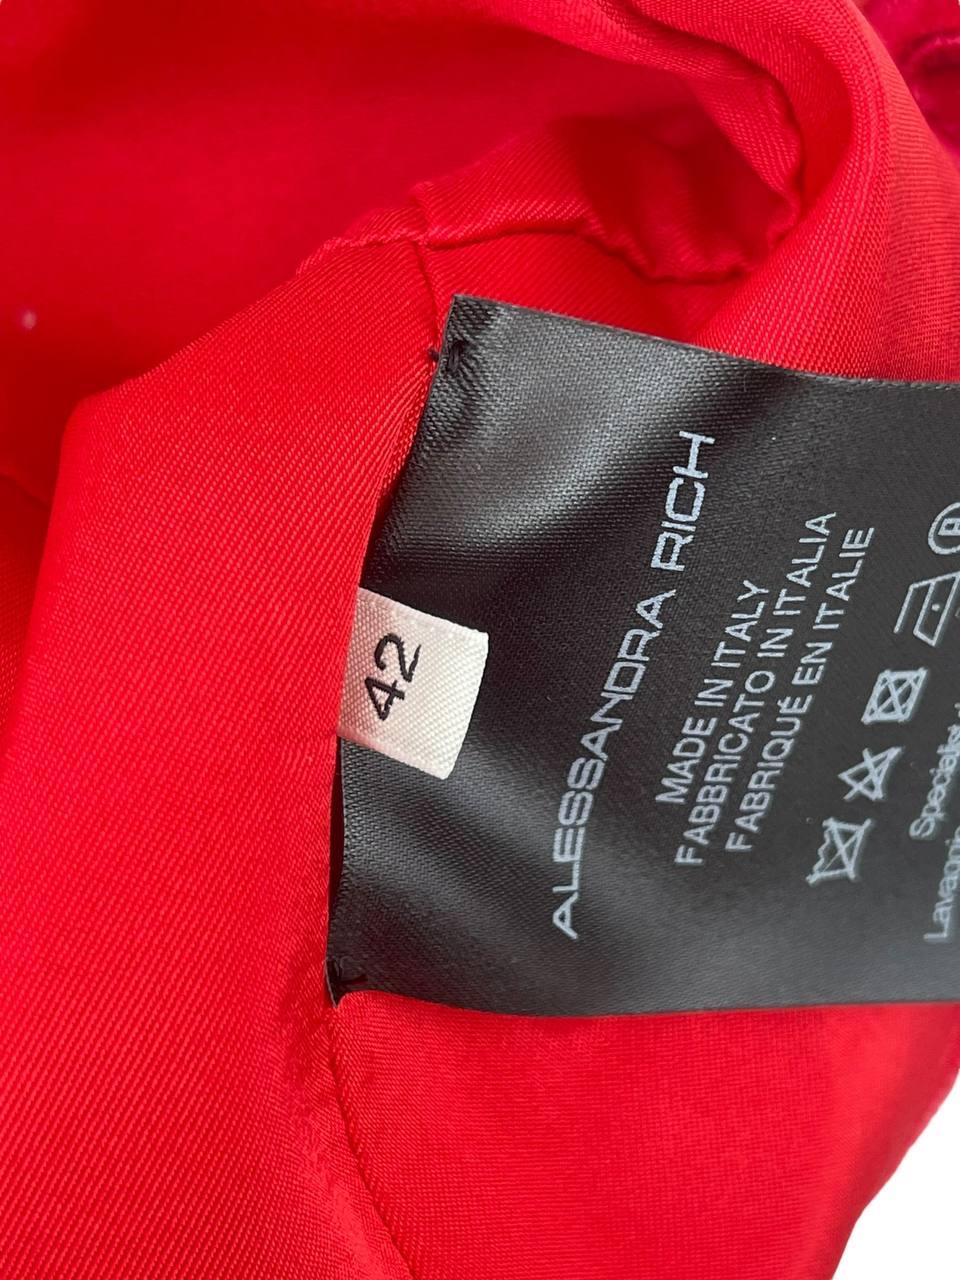 42
ALESSANDRA RICH
MADE IN ITALY
FABBRICATO IN ITALIA
FABRIQUÉ EN ITALIE